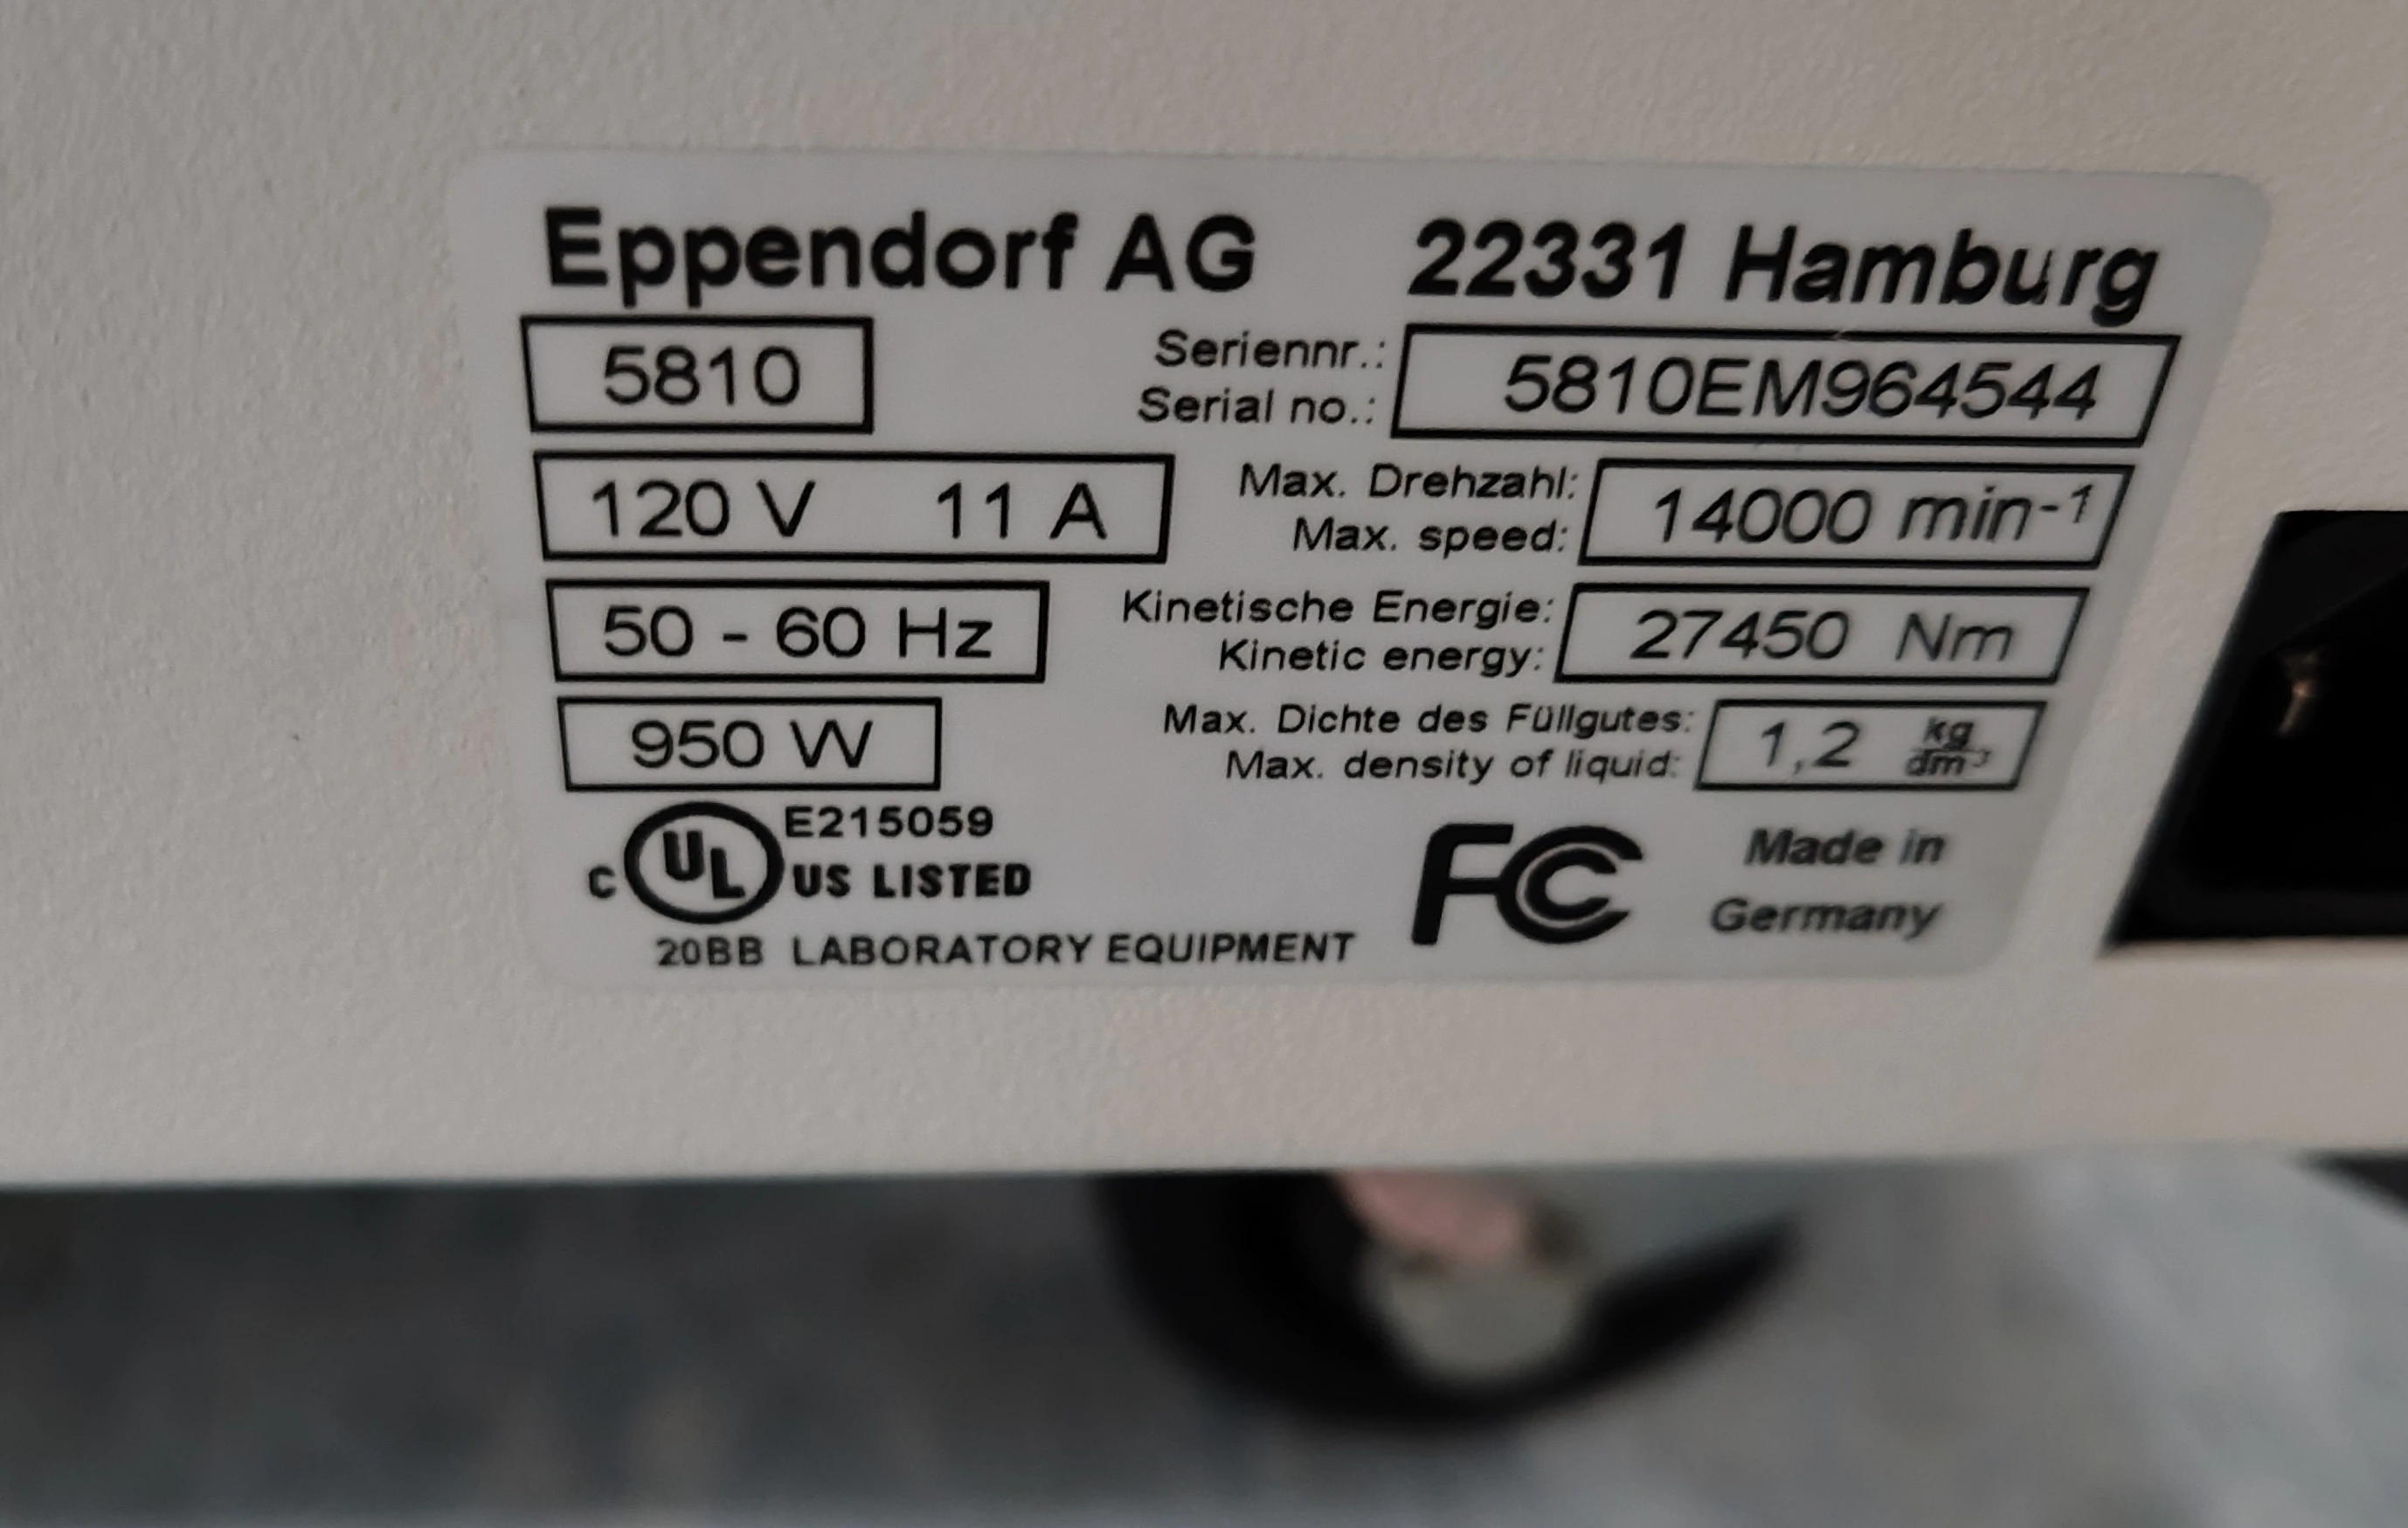 Eppendorf AG 22331 Hamburg
5810
Seriennr.:
Serial no.:
5810EM964544
120 V 11 A
Max. Drehzahl:
Max. speed:
14000 min-¹
50 - 60 Hz
Kinetische Energie:
Kinetic energy:
27450 Nm
950 W
Max. Dichte des Füllgutes:
Max. density of liquid:
1,2 kg/dm³
E215059
C UL US LISTED
20BB LABORATORY EQUIPMENT
FC
Made in
Germany